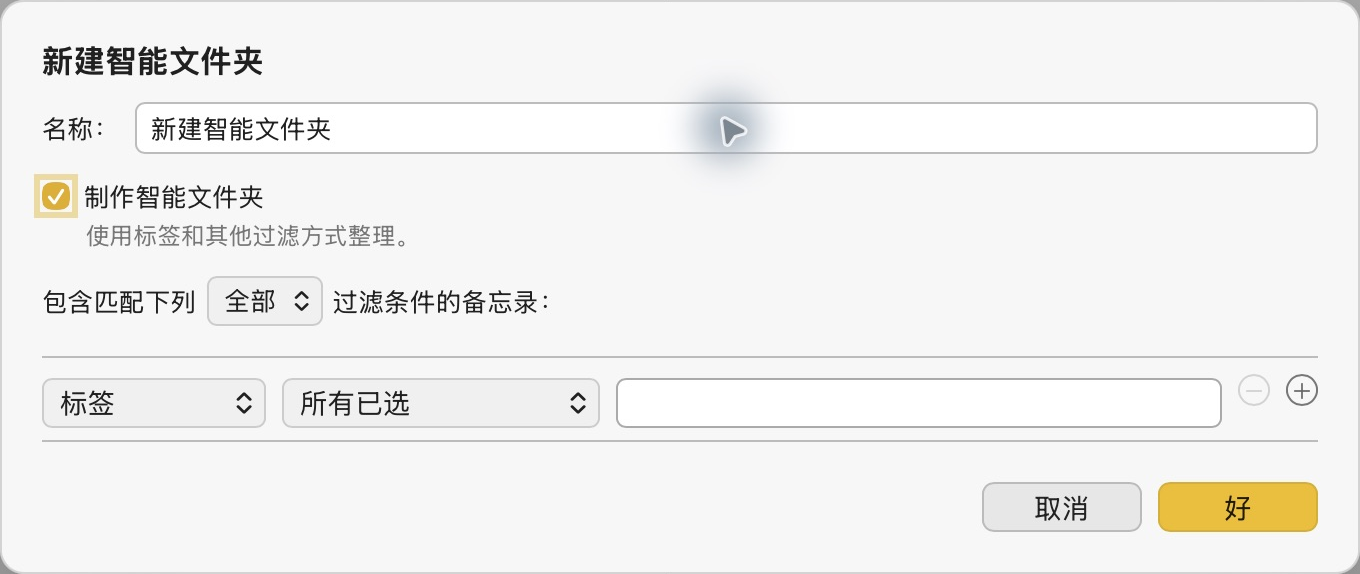 新建智能文件夹
名称： 新建智能文件夹
制作智能文件夹
使用标签和其他过滤方式整理。
包含匹配下列 全部 过滤条件的备忘录：
标签 所有已选
取消 好